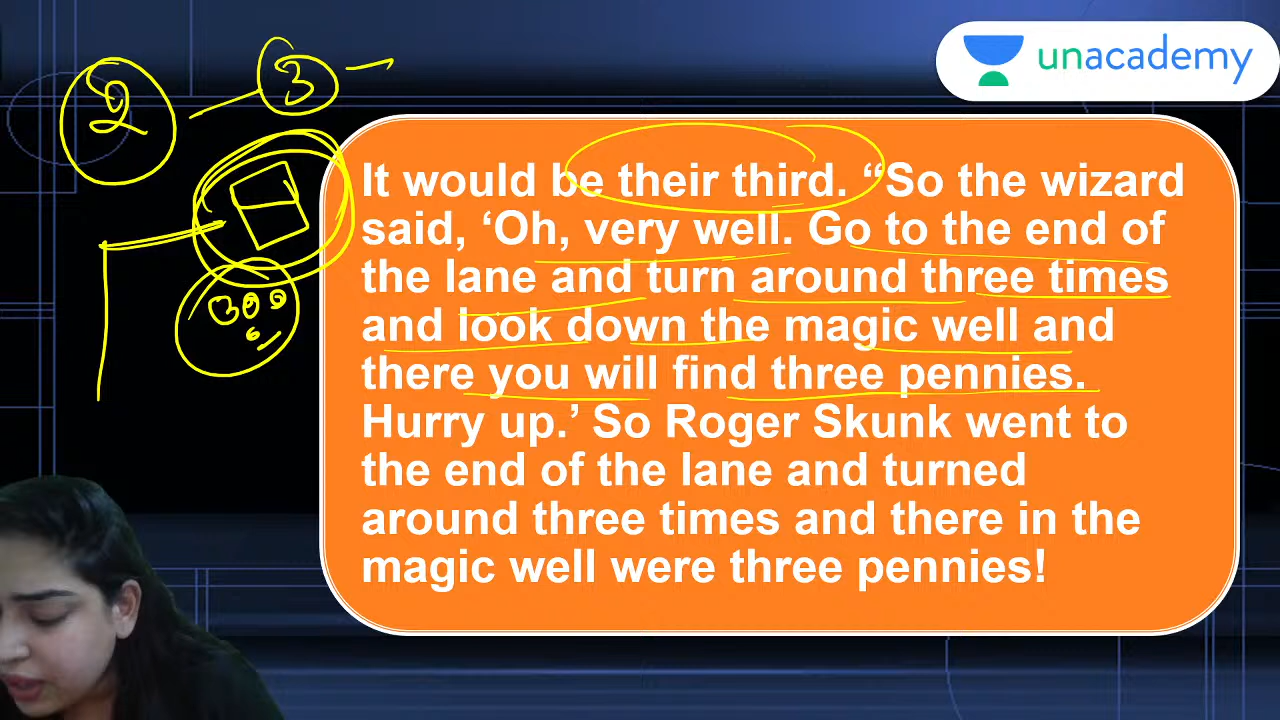 2 3
unacademy
It would be their third. “So the wizard
said, ‘Oh, very well. Go to the end of
the lane and turn around three times
and look down the magic well and
there you will find three pennies.
Hurry up.’ So Roger Skunk went to
the end of the lane and turned
around three times and there in the
magic well were three pennies!